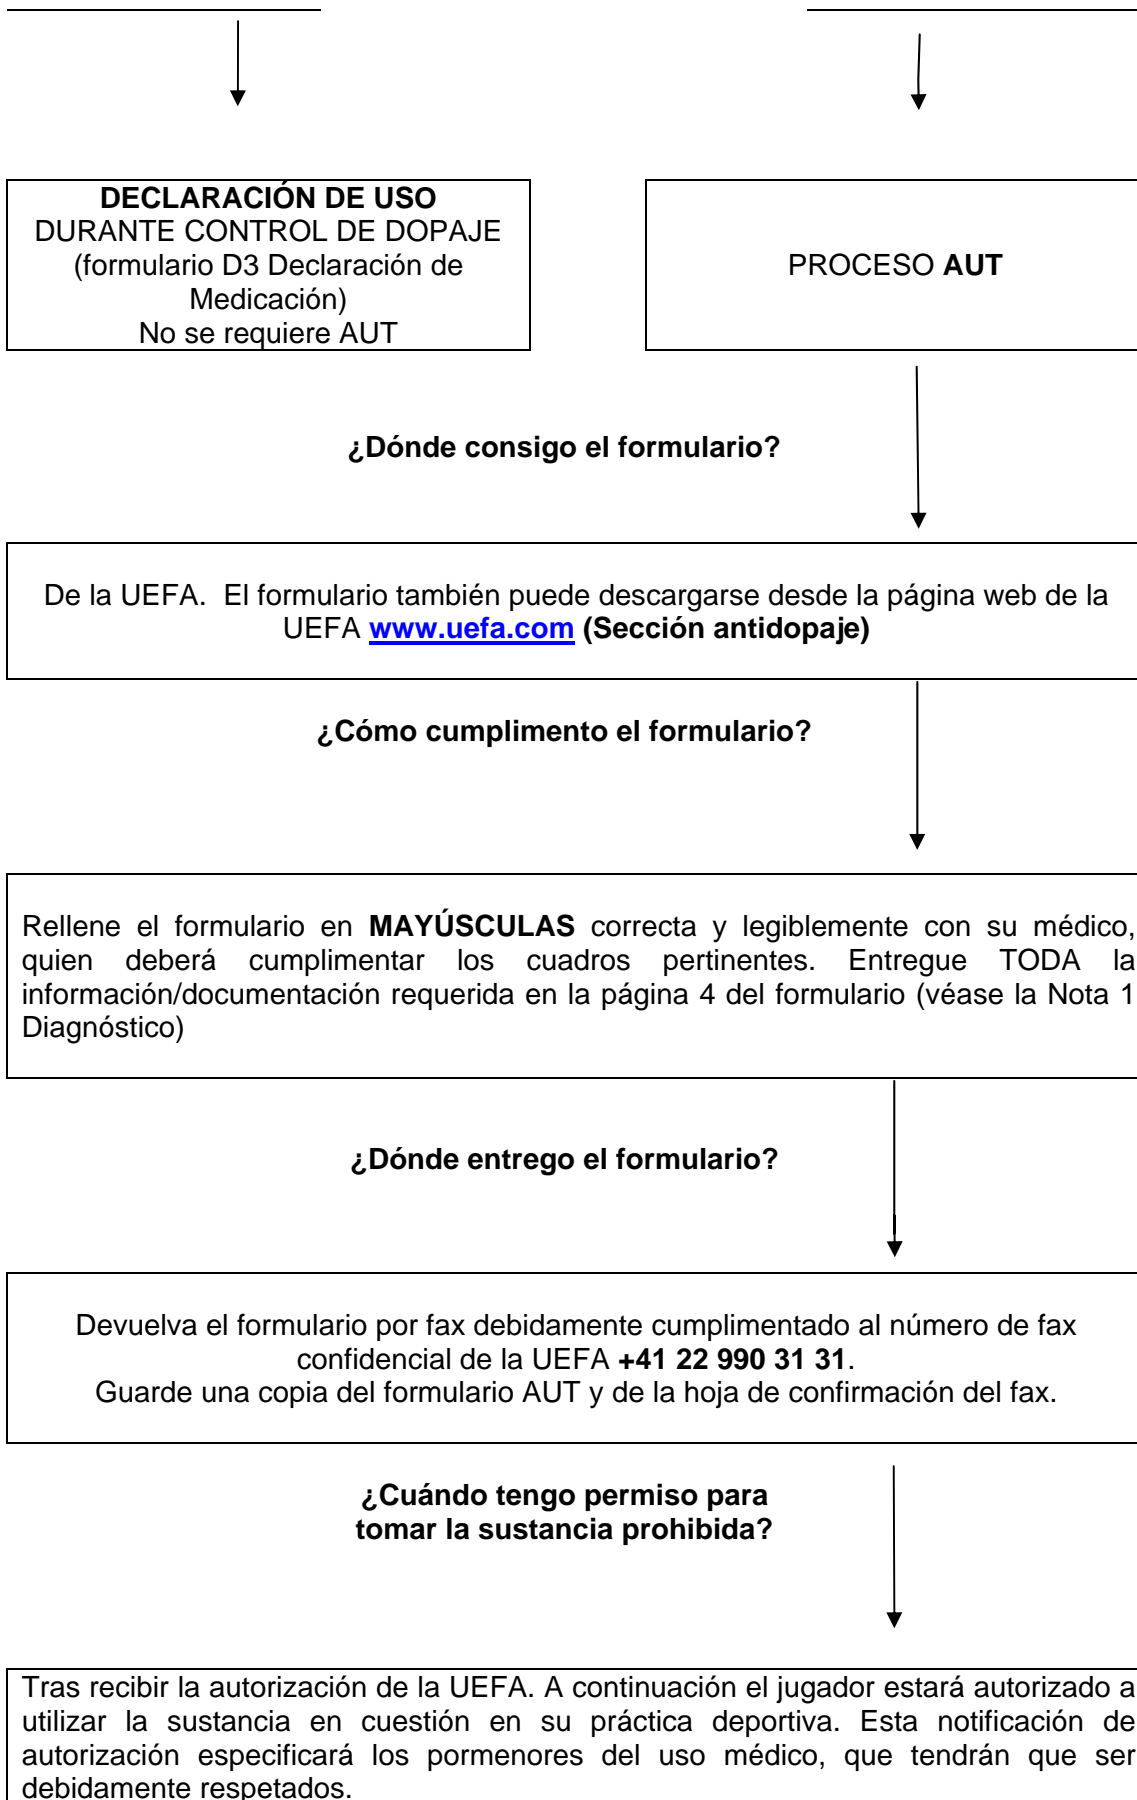 DECLARACIÓN DE USO
DURANTE CONTROL DE DOPAJE
(formulario D3 Declaración de
Medicación)
No se requiere AUT
PROCESO AUT
¿Dónde consigo el formulario?
De la UEFA. El formulario también puede descargarse desde la página web de la
UEFA www.uefa.com (Sección antidopaje)
¿Cómo cumplimento el formulario?
Rellene el formulario en MAYÚSCULAS correcta y legiblemente con su médico,
quien deberá cumplimentar los cuadros pertinentes. Entregue TODA la
información/documentación requerida en la página 4 del formulario (véase la Nota 1
Diagnóstico)
¿Dónde entrego el formulario?
Devuelva el formulario por fax debidamente cumplimentado al número de fax
confidencial de la UEFA +41 22 990 31 31.
Guarde una copia del formulario AUT y de la hoja de confirmación del fax.
¿Cuándo tengo permiso para
tomar la sustancia prohibida?
Tras recibir la autorización de la UEFA. A continuación el jugador estará autorizado a
utilizar la sustancia en cuestión en su práctica deportiva. Esta notificación de
autorización especificará los pormenores del uso médico, que tendrán que ser
debidamente respetados.